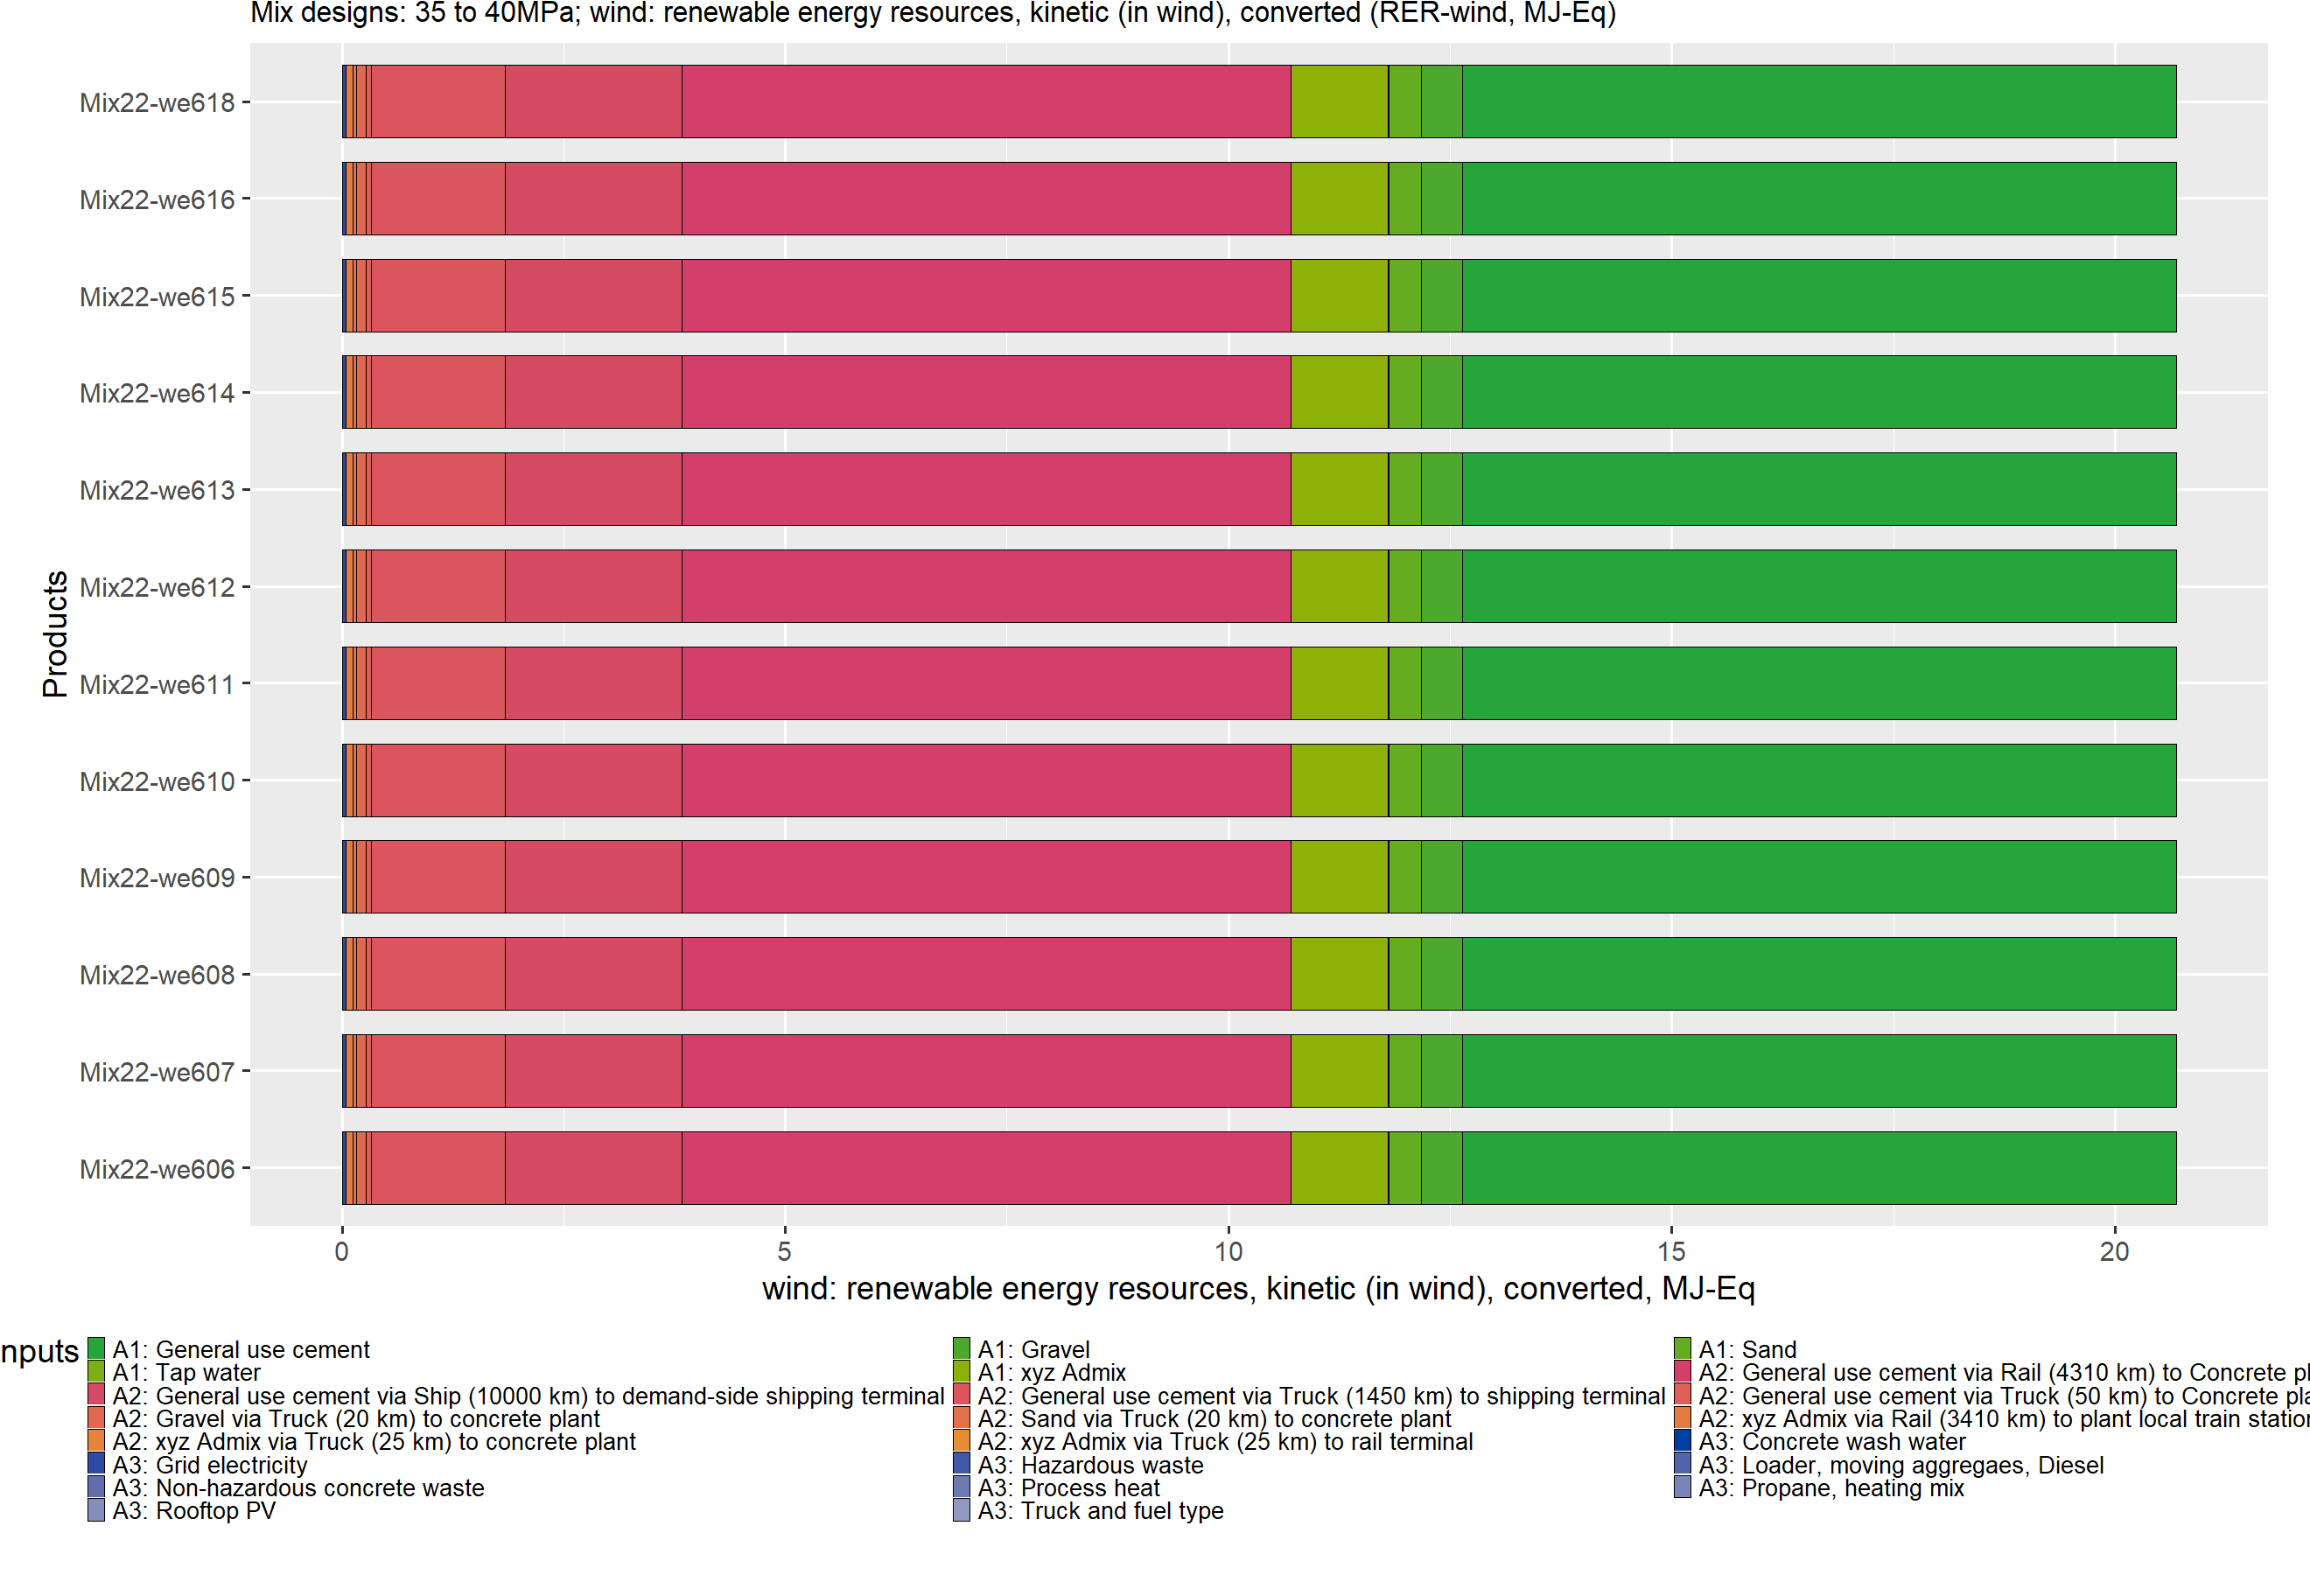 Mix designs: 35 to 40MPa; wind: renewable energy resources, kinetic (in wind), converted (RER-wind, MJ-Eq)
Mix22-we618
Mix22-we616
Mix22-we615
Mix22-we614
Mix22-we613
Mix22-we612
Mix22-we611
Mix22-we610
Mix22-we609
Mix22-we608
Mix22-we607
Mix22-we606
Products
0 5 10 15 20
wind: renewable energy resources, kinetic (in wind), converted, MJ-Eq
nputs
A1: General use cement A1: Gravel A1: Sand
A1: Tap water A1: xyz Admix A2: General use cement via Rail (4310 km) to Concrete pl
A2: General use cement via Ship (10000 km) to demand-side shipping terminal A2: General use cement via Truck (1450 km) to shipping terminal A2: General use cement via Truck (50 km) to Concrete pla
A2: Gravel via Truck (20 km) to concrete plant A2: Sand via Truck (20 km) to concrete plant A2: xyz Admix via Rail (3410 km) to plant local train station
A2: xyz Admix via Truck (25 km) to concrete plant A2: xyz Admix via Truck (25 km) to rail terminal A3: Concrete wash water
A3: Grid electricity A3: Hazardous waste A3: Loader, moving aggregaes, Diesel
A3: Non-hazardous concrete waste A3: Process heat A3: Propane, heating mix
A3: Rooftop PV A3: Truck and fuel type